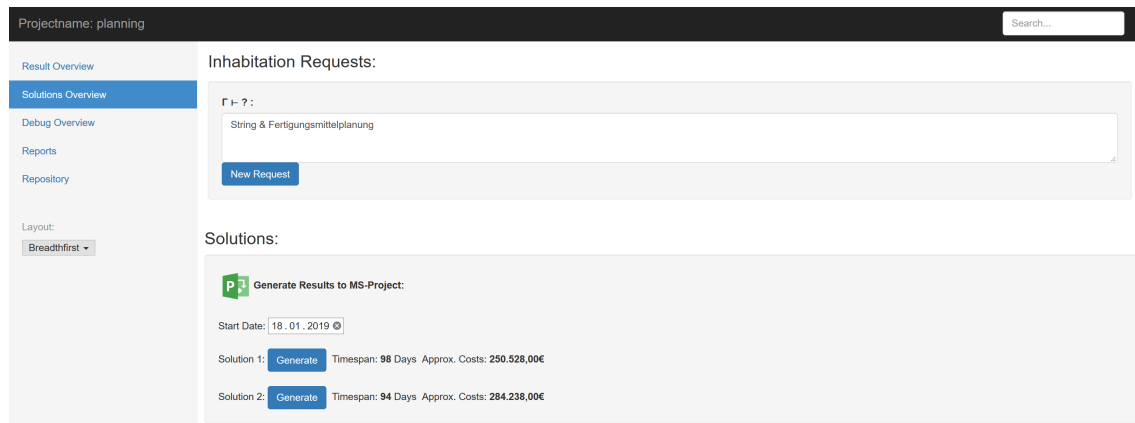 Projectname: planning
Search...
Result Overview
Solutions Overview
Debug Overview
Reports
Repository
Layout:
Breadthfirst
Inhabitation Requests:
Γ ⊢ ? :
String & Fertigungsmittelplanung
New Request
Solutions:
P
Generate Results to MS-Project:
Start Date: 18.01.2019
Solution 1: Generate Timespan: 98 Days Approx. Costs: 250.528,00€
Solution 2: Generate Timespan: 94 Days Approx. Costs: 284.238,00€